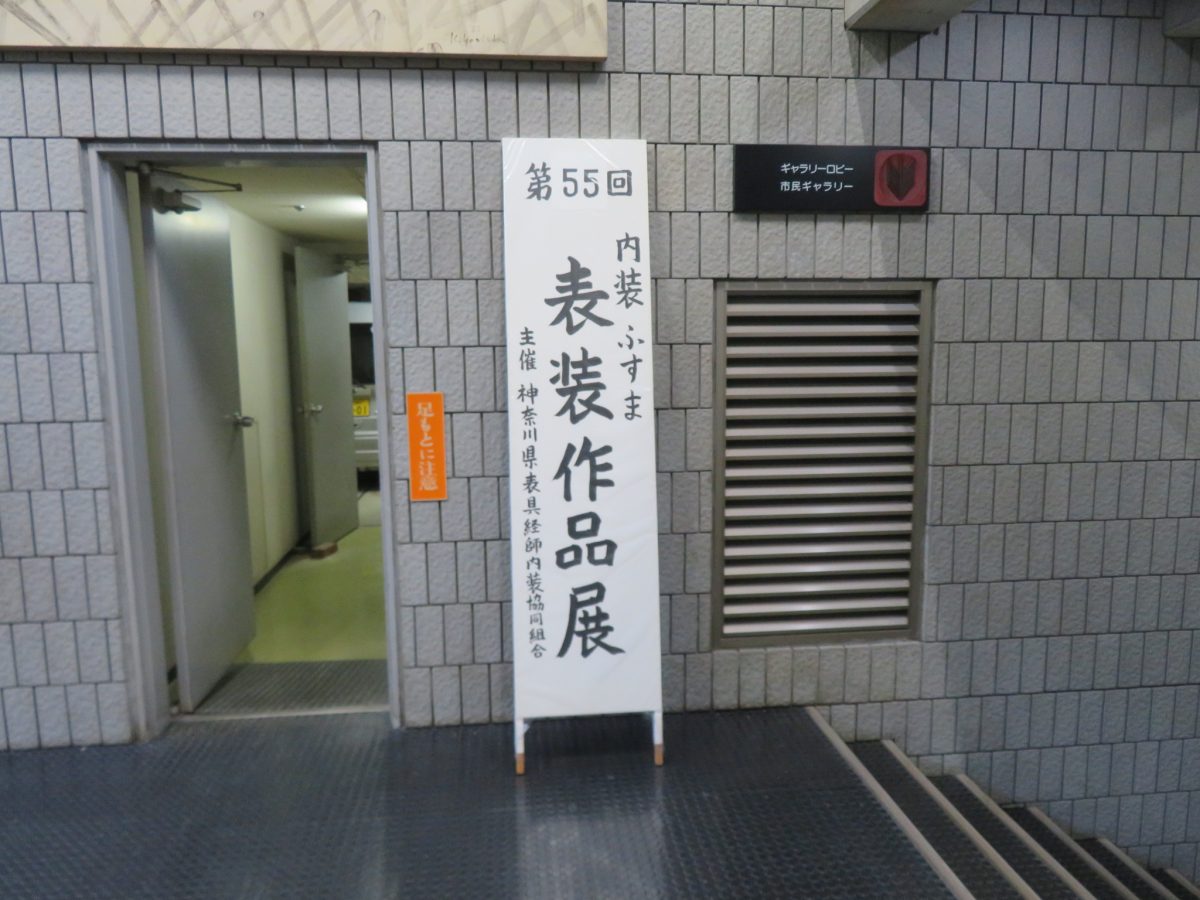 第55回
内装 ふすま
表装作品展
主催 神奈川県表具経師内装協同組合
ギャラリーロビー
市民ギャラリー
足もとに注意
01